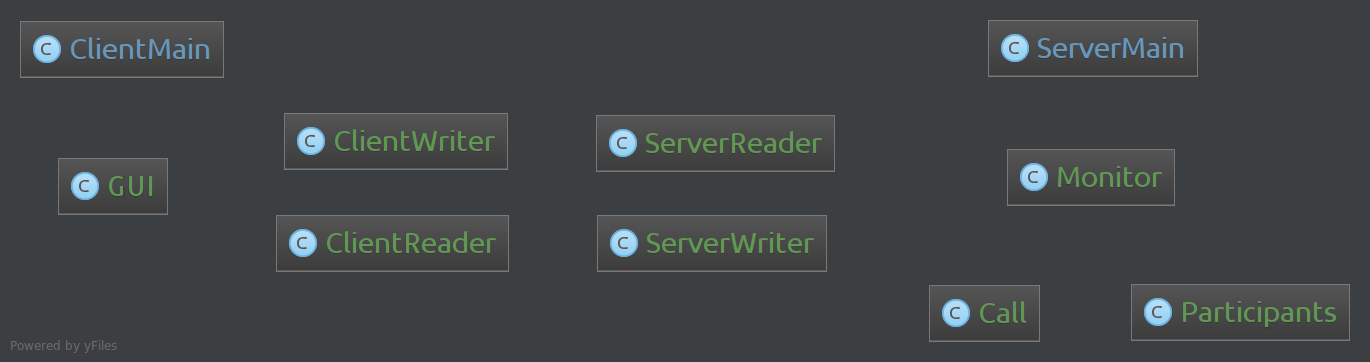 C ClientMain
C ServerMain
C ClientWriter
C ServerReader
C GUI
C Monitor
C ClientReader
C ServerWriter
C Call
C Participants
Powered by yFiles